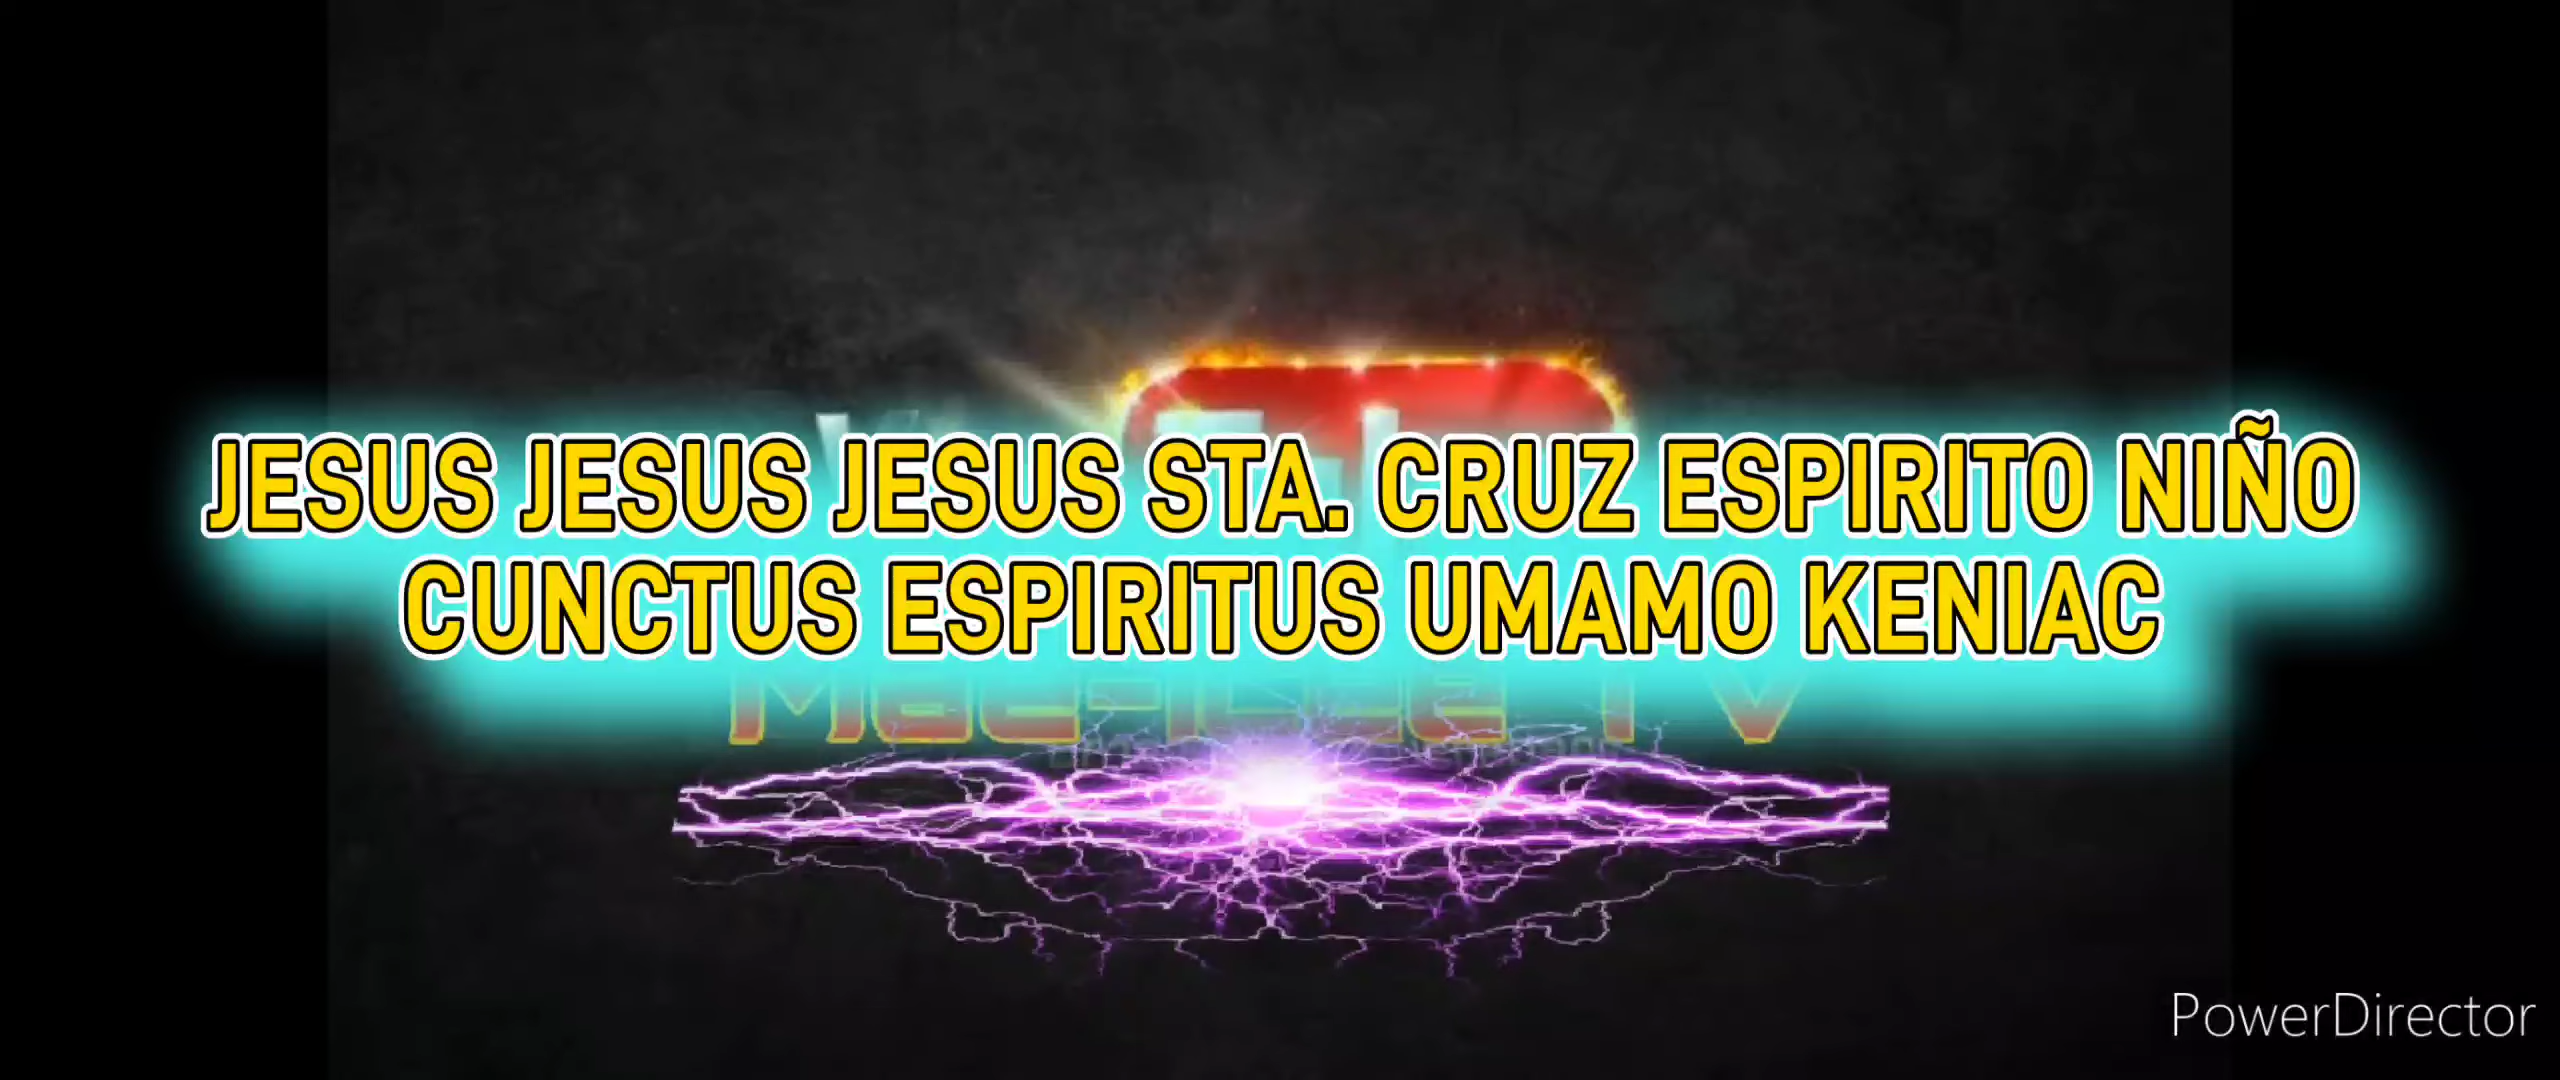 JESUS JESUS JESUS STA. CRUZ ESPIRITO NIÑO
CUNCTUS ESPIRITUS UMAMO KENIAC
PowerDirector